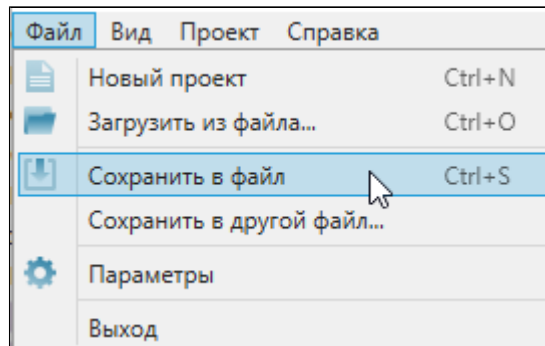 Файл Вид Проект Справка
Новый проект Ctrl+N
Загрузить из файла... Ctrl+O
Сохранить в файл Ctrl+S
Сохранить в другой файл...
Параметры
Выход